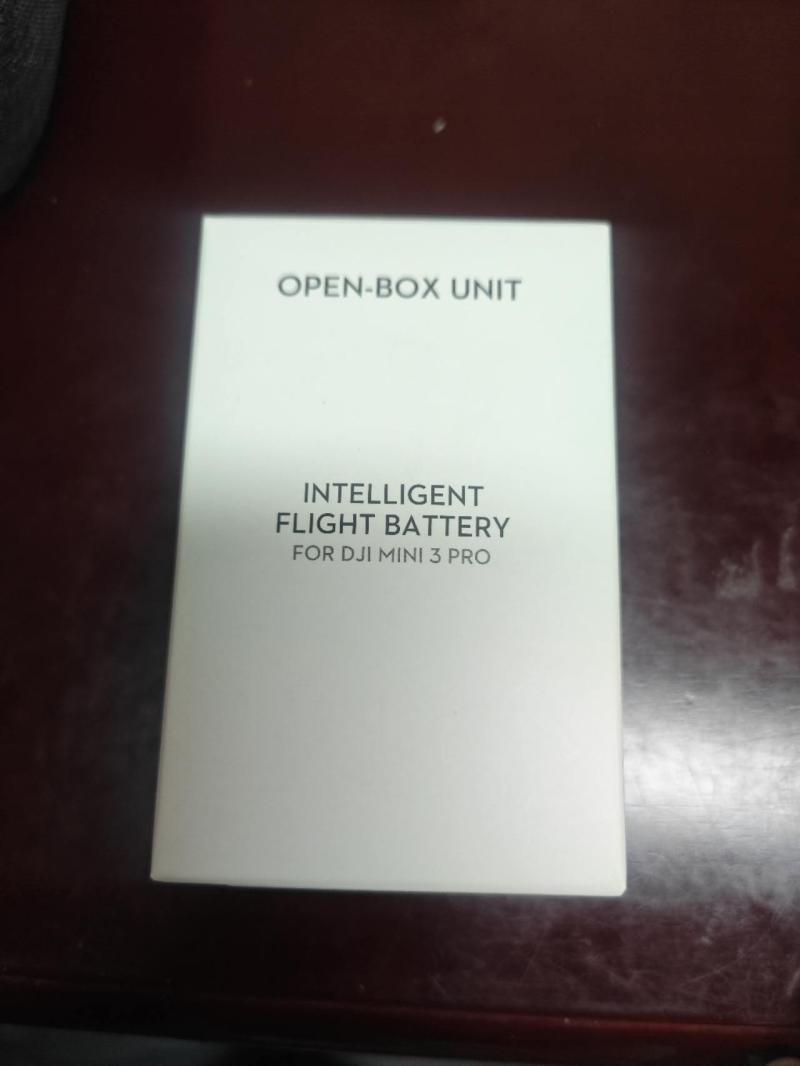 OPEN-BOX UNIT
INTELLIGENT
FLIGHT BATTERY
FOR DJI MINI 3 PRO